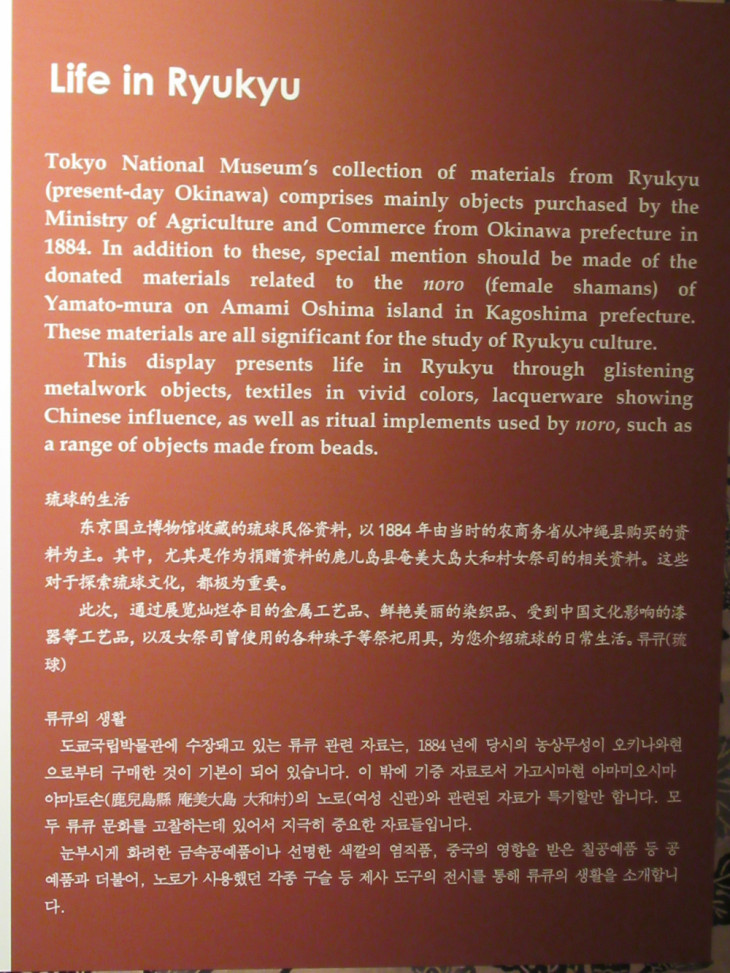 Life in Ryukyu
Tokyo National Museum's collection of materials from Ryukyu
(present-day Okinawa) comprises mainly objects purchased by the
Ministry of Agriculture and Commerce from Okinawa prefecture in
1884. In addition to these, special mention should be made of the
donated materials related to the noro (female shamans) of
Yamato-mura on Amami Oshima island in Kagoshima prefecture.
These materials are all significant for the study of Ryukyu culture.
This display presents life in Ryukyu through glistening
metalwork objects, textiles in vivid colors, lacquerware showing
Chinese influence, as well as ritual implements used by noro, such as
a range of objects made from beads.
琉球的生活
东京国立博物馆收藏的琉球民俗资料，以1884年由当时的农商务省从冲绳县购买的资
料为主。其中，尤其是作为捐赠资料的鹿儿岛县奄美大岛大和村女祭司的相关资料。这些
对于探索琉球文化，都极为重要。
此次，通过展览灿烂夺目的金属工艺品、鲜艳美丽的染织品、受到中国文化影响的漆
器等工艺品，以及女祭司曾使用的各种珠子等祭祀用具，为您介绍琉球的日常生活。류큐(琉
球)
류큐의 생활
도쿄국립박물관에 수장돼고 있는 류큐 관련 자료는, 1884년에 당시의 농상무성이 오키나와현
으로부터 구매한 것이 기본이 되어 있습니다. 이 밖에 기증 자료로서 가고시마현 아마미오시마
야마토손(鹿兒島縣 庵美大島 大和村)의 노로(여성 신관)와 관련된 자료가 특기할만 합니다. 모
두 류큐 문화를 고찰하는데 있어서 지극히 중요한 자료들입니다.
눈부시게 화려한 금속공예품이나 선명한 색깔의 염직품, 중국의 영향을 받은 칠공예품 등 공
예품과 더불어, 노로가 사용했던 각종 구슬 등 제사 도구의 전시를 통해 류큐의 생활을 소개합니
다.